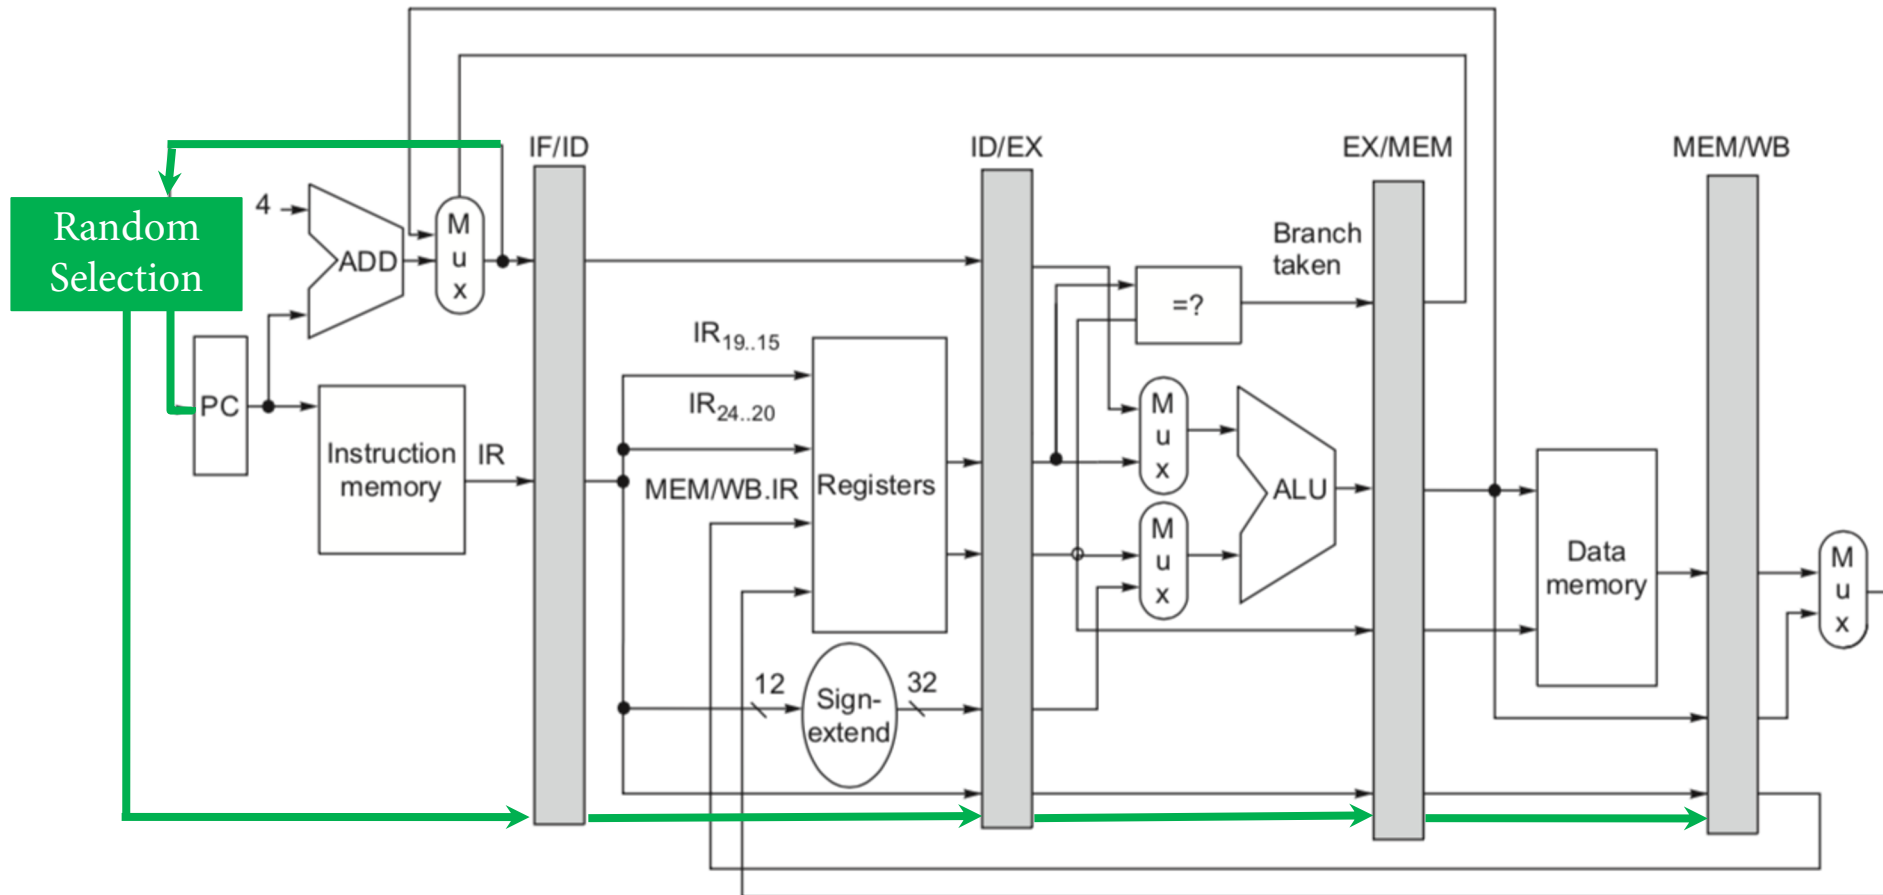 IF/ID
ID/EX
EX/MEM
MEM/WB
Random
Selection
4
ADD
M
u
x
Branch
taken
=?
IR19..15
IR24..20
PC
Instruction
memory
IR
MEM/WB.IR
Registers
M
u
x
ALU
M
u
x
Data
memory
M
u
x
12
Sign-
extend
32